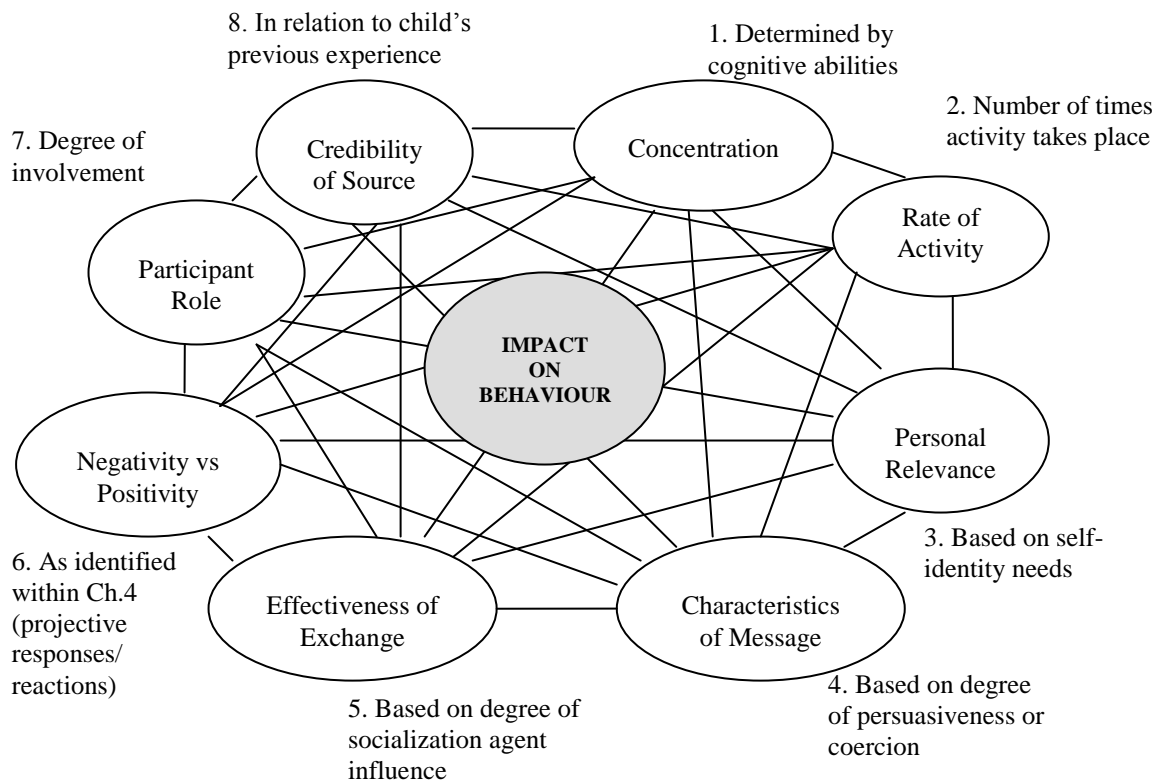 8. In relation to child's
previous experience
1. Determined by
cognitive abilities
2. Number of times
activity takes place
7. Degree of
involvement
Credibility
of Source
Concentration
Rate of
Activity
Participant
Role
IMPACT
ON
BEHAVIOUR
Negativity vs
Positivity
Personal
Relevance
6. As identified
within Ch.4
(projective
responses/
reactions)
3. Based on self-
identity needs
Effectiveness of
Exchange
Characteristics
of Message
5. Based on degree of
socialization agent
influence
4. Based on degree
of persuasiveness or
coercion